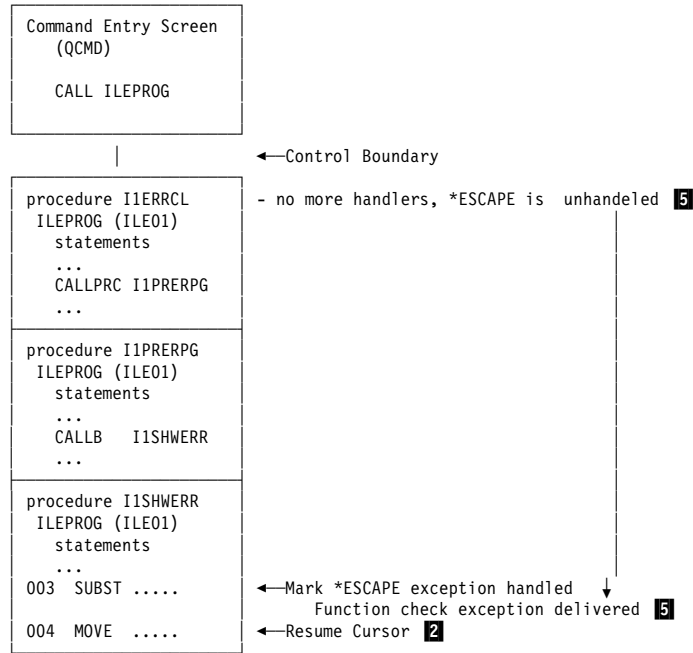 Command Entry Screen
(QCMD)
CALL ILEPROG
Control Boundary
procedure I1ERRCL - no more handlers, *ESCAPE is unhandeled 5
ILEPROG (ILE01)
statements
...
CALLPRC I1PRERPG
...
procedure I1PRERPG
ILEPROG (ILE01)
statements
...
CALLB I1SHWERR
...
procedure I1SHWERR
ILEPROG (ILE01)
statements
...
003 SUBST ..... Mark *ESCAPE exception handled
Function check exception delivered 5
004 MOVE ..... Resume Cursor 2